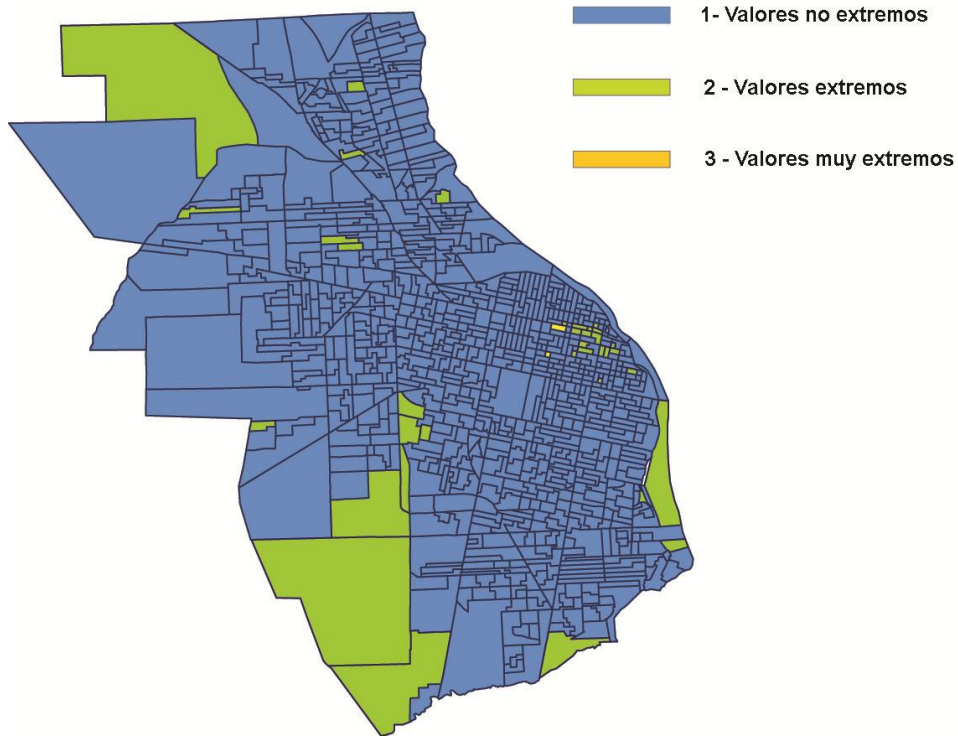 1- Valores no extremos
2 - Valores extremos
3 - Valores muy extremos